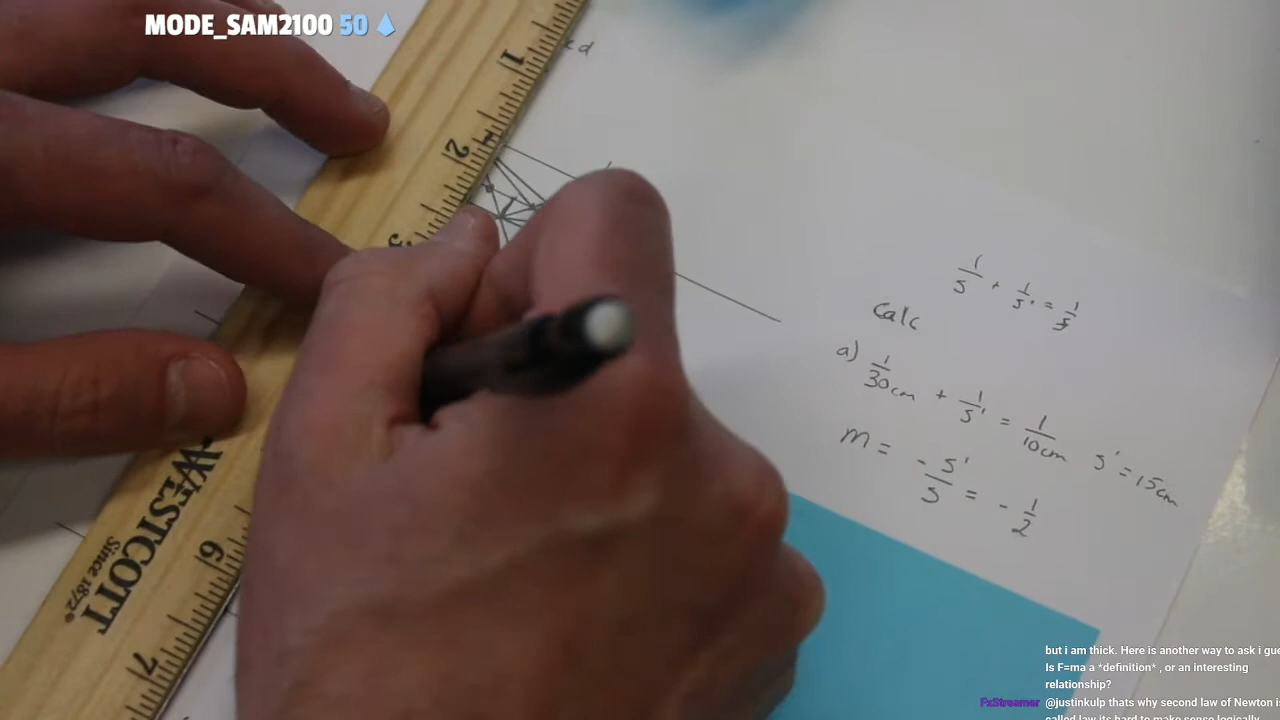 MODE_SAM2100 50
1
2
3
WESTCOTT
Since 1872®
6
7
1/s + 1/s' = 1/f
Calc
a) 1/30cm + 1/s' = 1/10cm s' = 15cm
m = -s'/s = -1/2
but i am thick. Here is another way to ask i gue
Is F=ma a *definition* , or an interesting
relationship?
FxStreamer @justinkulp thats why second law of Newton i
called law its hard to make sense logically